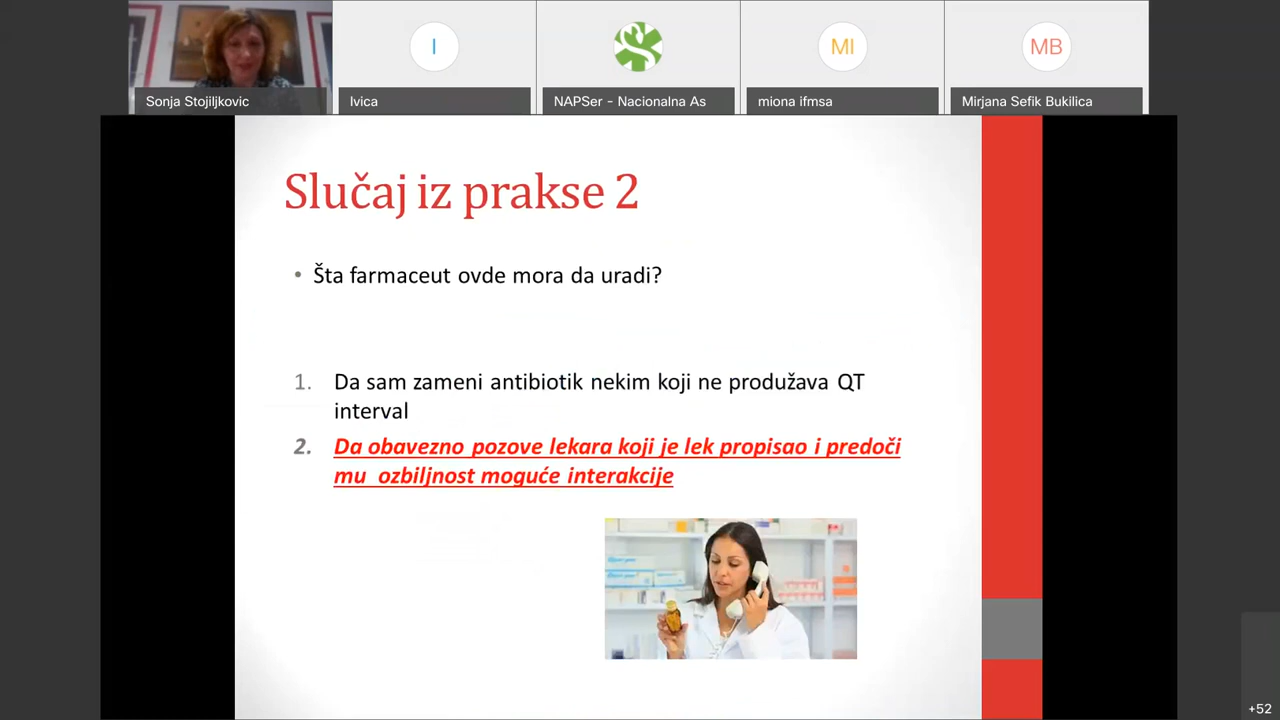 I
MI
MB
Sonja Stojiljkovic
Ivica
NAPSer - Nacionalna As
miona ifmsa
Mirjana Sefik Bukilica
Slučaj iz prakse 2
• Šta farmaceut ovde mora da uradi?
1. Da sam zameni antibiotik nekim koji ne produžava QT
interval
2. Da obavezno pozove lekara koji je lek propisao i predoči
mu ozbiljnost moguće interakcije
+52